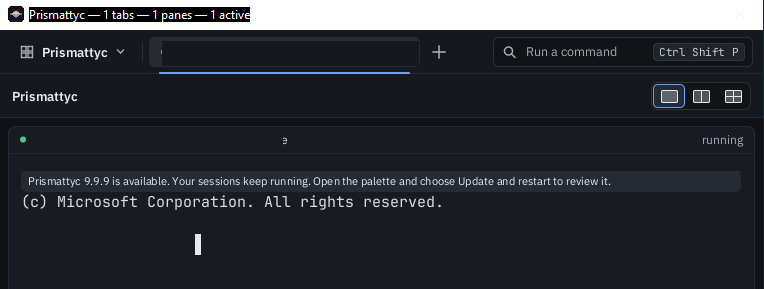 Prismattyc — 1 tabs — 1 panes — 1 active
Prismattyc
Run a command
Ctrl Shift P
Prismattyc
running
Prismattyc 9.9.9 is available. Your sessions keep running. Open the palette and choose Update and restart to review it.
(c) Microsoft Corporation. All rights reserved.